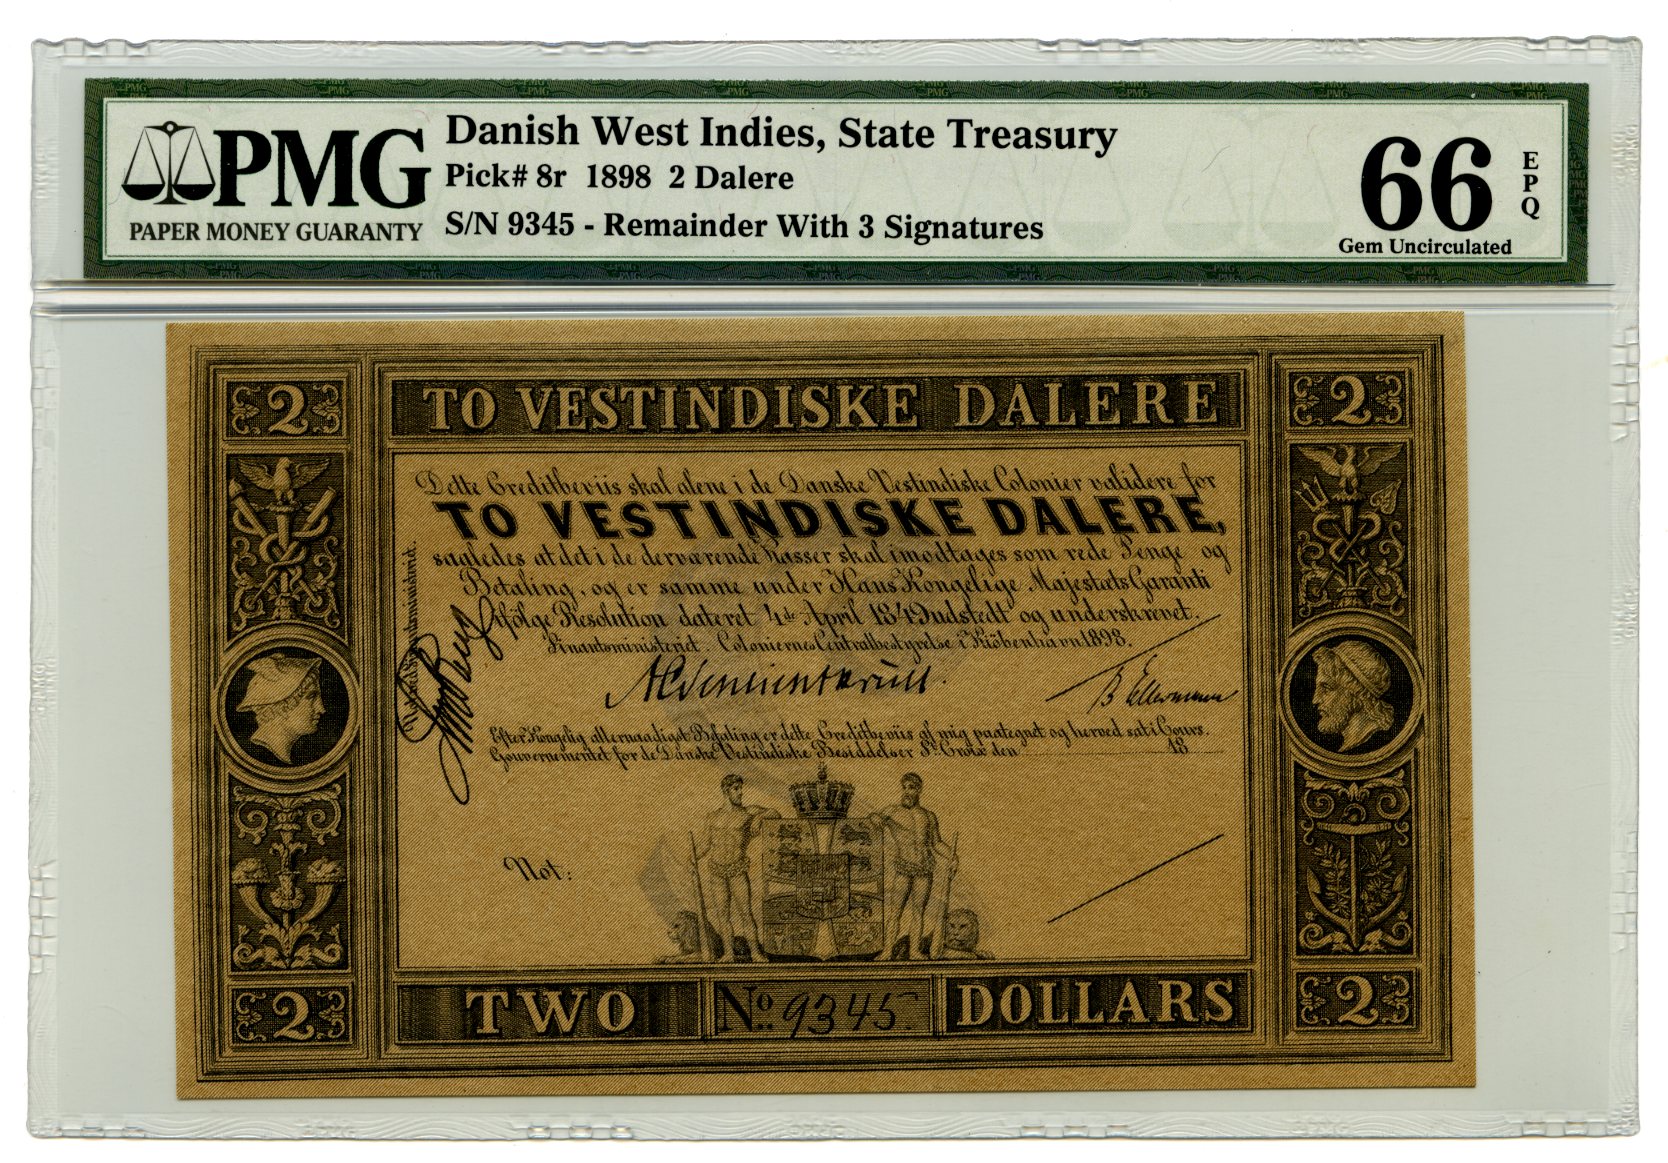 PMG
PAPER MONEY GUARANTY
Danish West Indies, State Treasury
Pick# 8r 1898 2 Dalere
S/N 9345 - Remainder With 3 Signatures
66
EPQ
Gem Uncirculated
2 TO VESTINDISKE DALERE 2
Dette Creditbeviis skal alene i de Danske Vestindiske Colonier validere for
TO VESTINDISKE DALERE,
saaledes at det i de derværende Kasser skal imodtages som rede Penge og
Betaling, og er samme under Hans Kongelige Majestæts Garanti
ifölge Resolution dateret 4de April 1849 udstedt og underskrevet.
Finantsministeriet. Coloniernes Centralbestyrelse i Kiöbenhavn 1898.
B Ellermann
Efter Kongelig allernaadigst Befaling er dette Creditbeviis af mig paategnet og herved sat i Cours.
Gouvernementet for de Danske Vestindiske Besiddelser St. Croix den 18
Not:
2 TWO No. 9345. DOLLARS 2